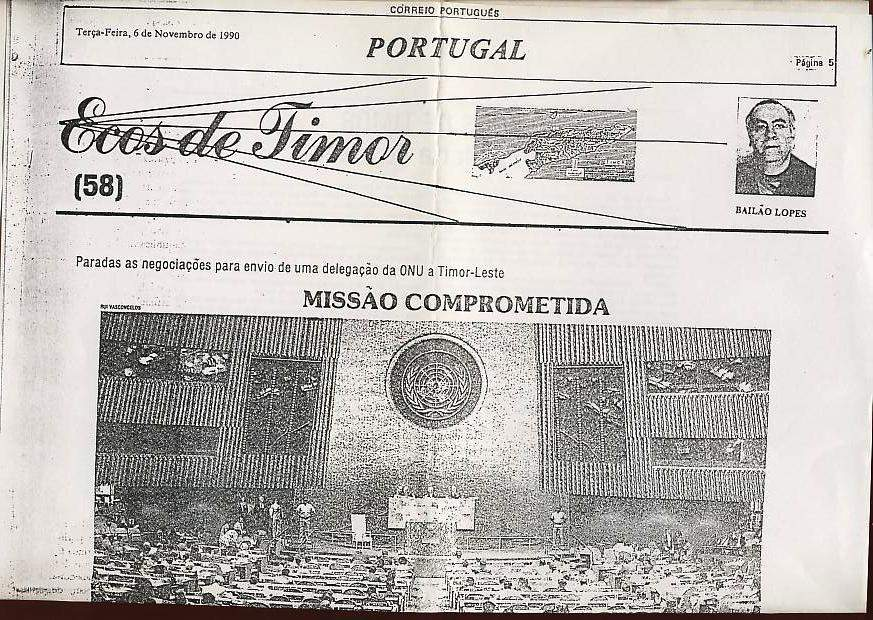 CORREIO PORTUGUÊS
Terça-Feira, 6 de Novembro de 1990
PORTUGAL
Página 5
Ecos de Timor
(58)
BAILÃO LOPES
Paradas as negociações para envio de uma delegação da ONU a Timor-Leste
MISSÃO COMPROMETIDA
RUI VASCONCELOS